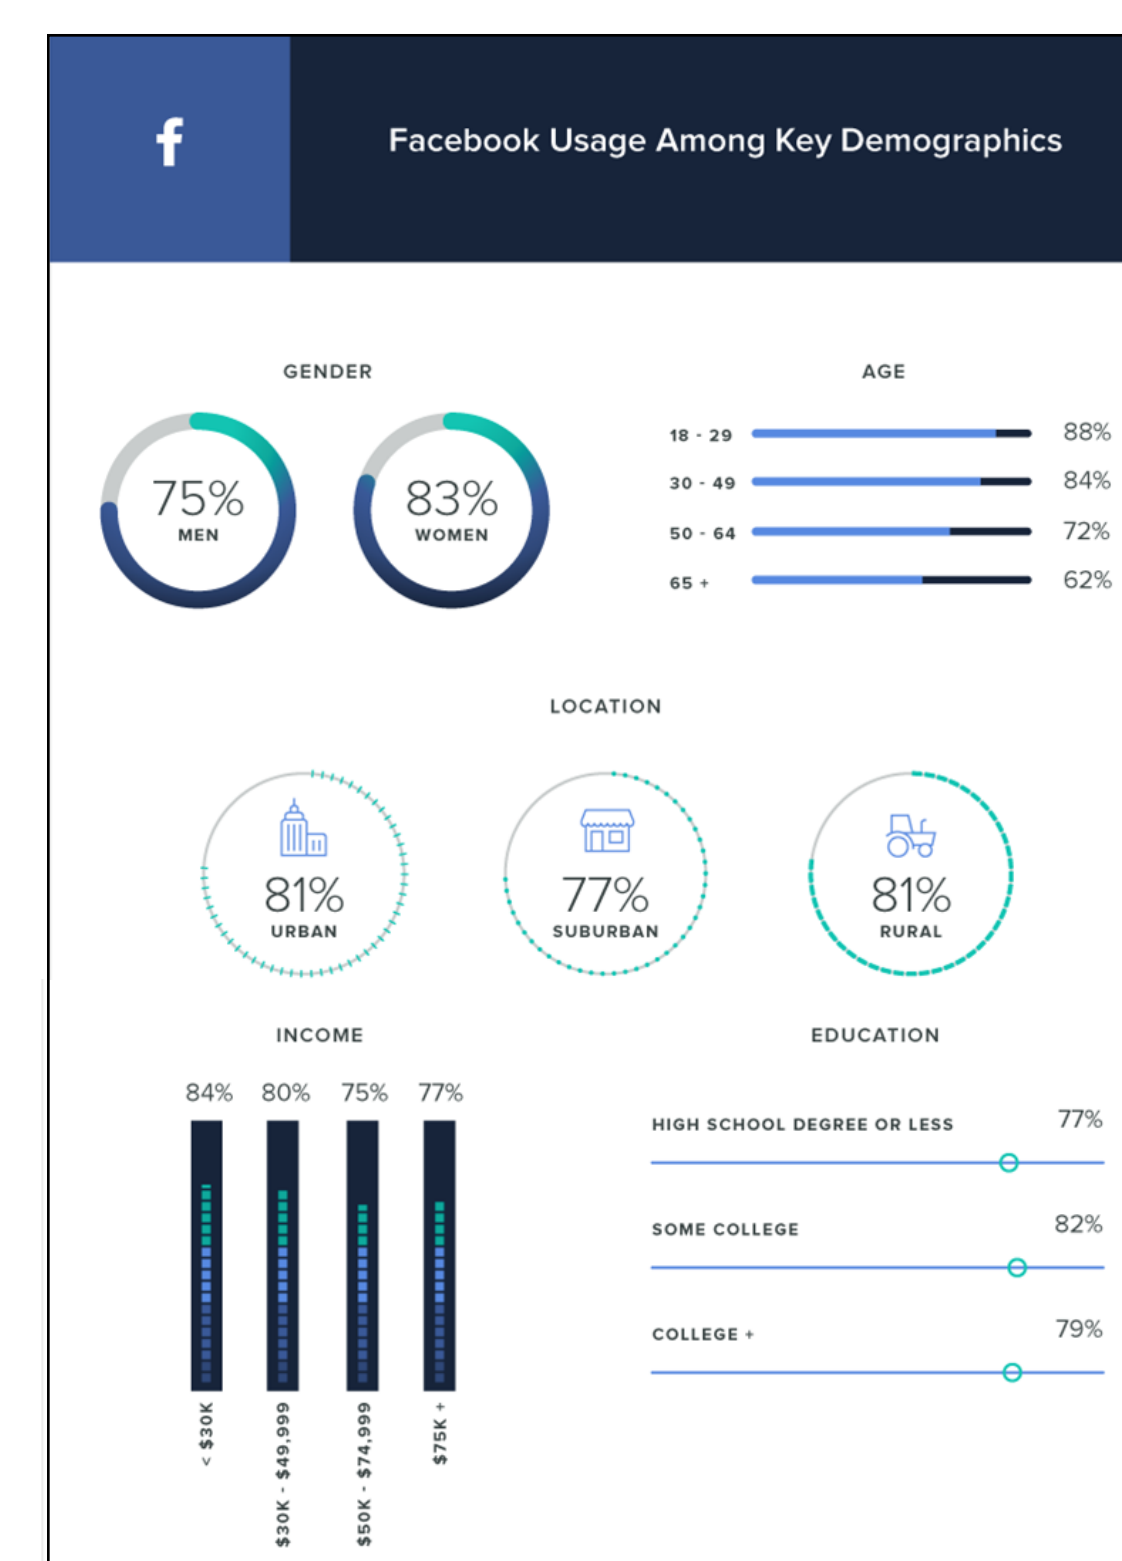 f
Facebook Usage Among Key Demographics
GENDER
75%
MEN
83%
WOMEN
AGE
18 - 29 88%
30 - 49 84%
50 - 64 72%
65 + 62%
LOCATION
81%
URBAN
77%
SUBURBAN
81%
RURAL
INCOME
84% 80% 75% 77%
< $30K
$30K - $49,999
$50K - $74,999
$75K +
EDUCATION
HIGH SCHOOL DEGREE OR LESS 77%
SOME COLLEGE 82%
COLLEGE + 79%